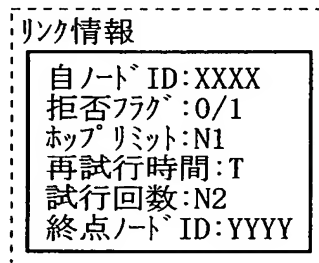 リンク情報
自ノードID:XXXX
拒否フラグ:0/1
ホップリミット:N1
再試行時間:T
試行回数:N2
終点ノードID:YYYY